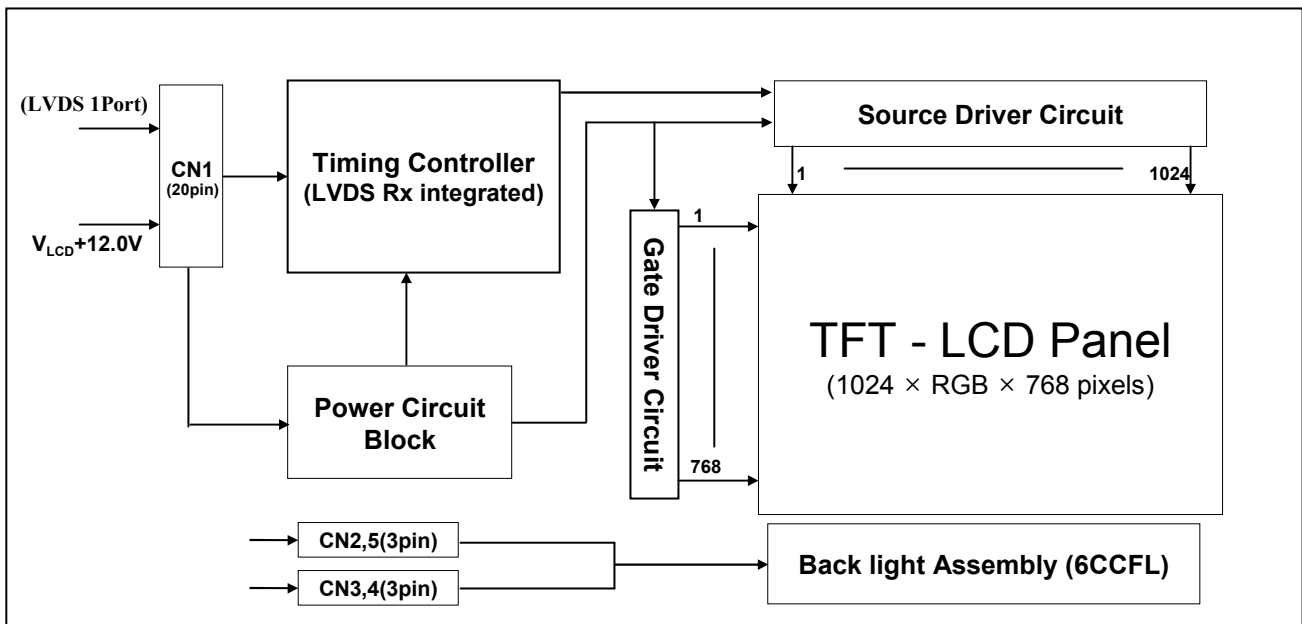 (LVDS 1Port)
V_LCD+12.0V
CN1
(20pin)
Timing Controller
(LVDS Rx integrated)
Power Circuit
Block
Source Driver Circuit
1
1024
Gate Driver Circuit
1
768
TFT - LCD Panel
(1024 × RGB × 768 pixels)
CN2,5(3pin)
CN3,4(3pin)
Back light Assembly (6CCFL)